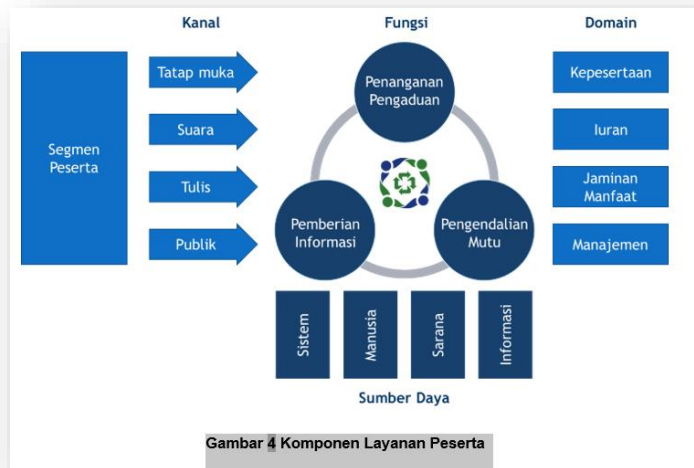 Kanal
Fungsi
Domain
Segmen
Peserta
Tatap muka
Suara
Tulis
Publik
Penanganan
Pengaduan
Pemberian
Informasi
Pengendalian
Mutu
Kepesertaan
Iuran
Jaminan
Manfaat
Manajemen
Sistem
Manusia
Sarana
Informasi
Sumber Daya
Gambar 4 Komponen Layanan Peserta